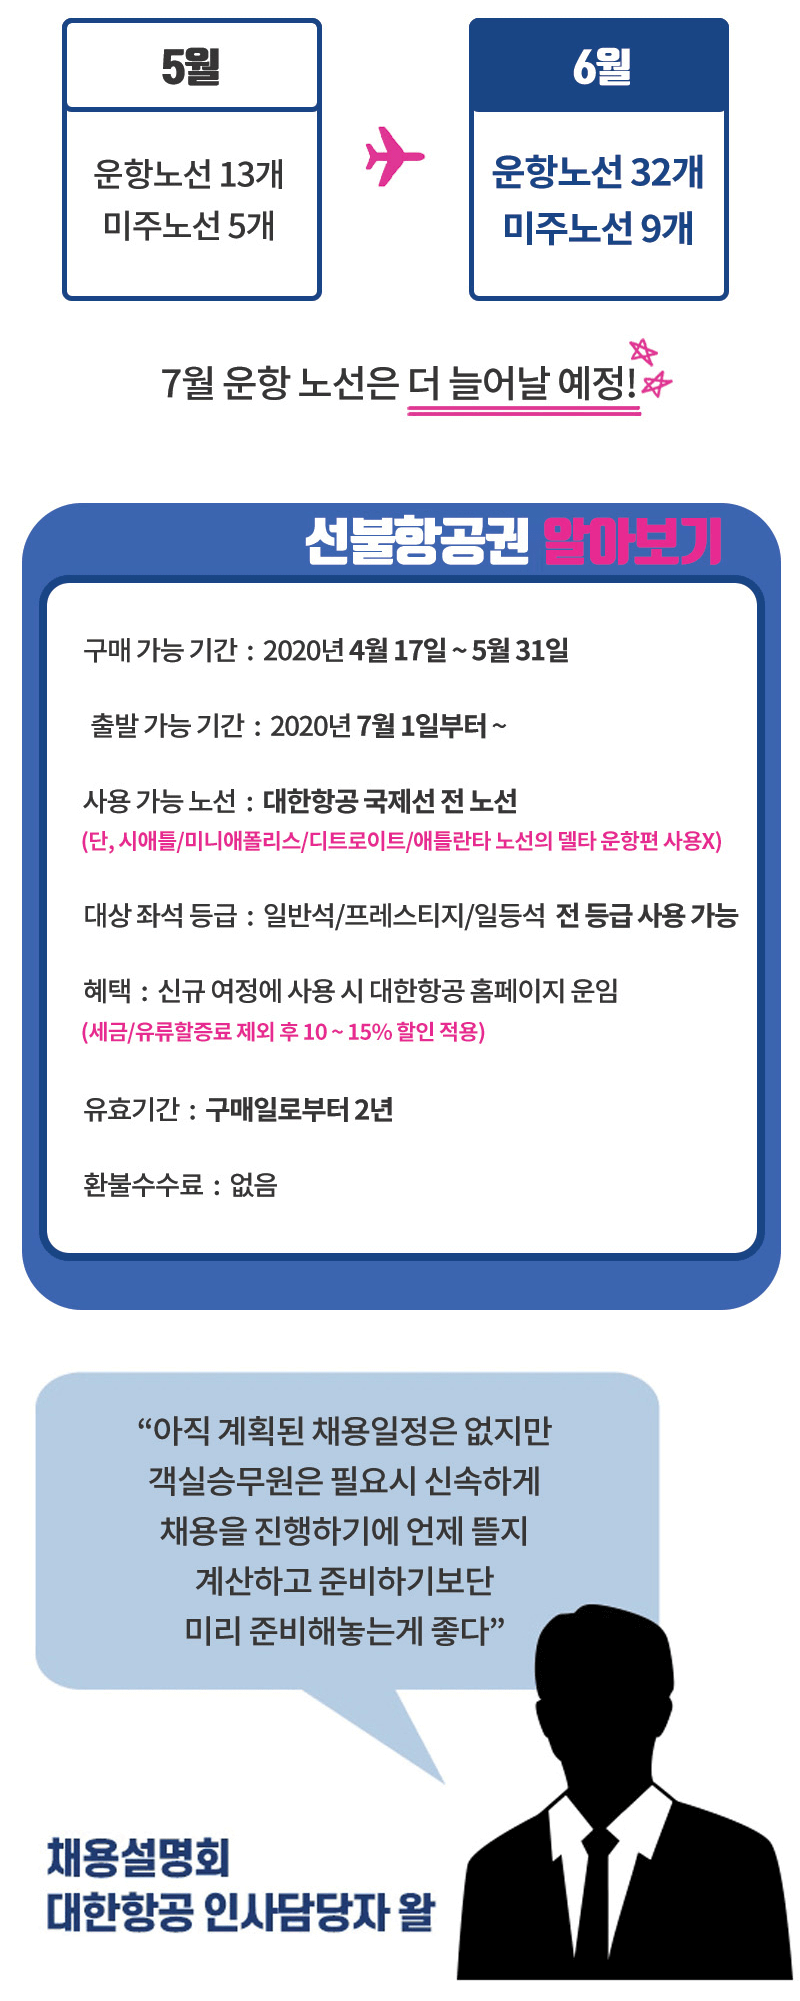 5월
운항노선 13개
미주노선 5개
6월
운항노선 32개
미주노선 9개
7월 운항 노선은 더 늘어날 예정!
선불항공권 알아보기
구매 가능 기간 : 2020년 4월 17일 ~ 5월 31일
출발 가능 기간 : 2020년 7월 1일부터 ~
사용 가능 노선 : 대한항공 국제선 전 노선
(단, 시애틀/미니애폴리스/디트로이트/애틀란타 노선의 델타 운항편 사용X)
대상 좌석 등급 : 일반석/프레스티지/일등석 전 등급 사용 가능
혜택 : 신규 여정에 사용 시 대한항공 홈페이지 운임
(세금/유류할증료 제외 후 10 ~ 15% 할인 적용)
유효기간 : 구매일로부터 2년
환불수수료 : 없음
“아직 계획된 채용일정은 없지만
객실승무원은 필요시 신속하게
채용을 진행하기에 언제 뜰지
계산하고 준비하기보단
미리 준비해놓는게 좋다”
채용설명회
대한항공 인사담당자 왈